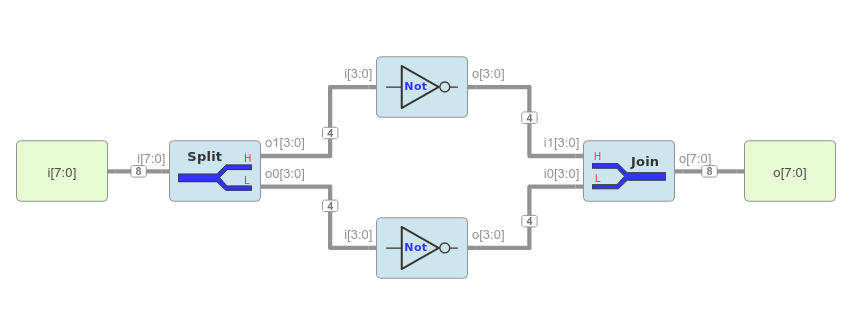 i[3:0]
Not
o[3:0]
4
4
i[7:0]
8
i[7:0]
Split
H
L
o1[3:0]
o0[3:0]
i1[3:0]
i0[3:0]
H
L
Join
o[7:0]
8
o[7:0]
4
4
i[3:0]
Not
o[3:0]